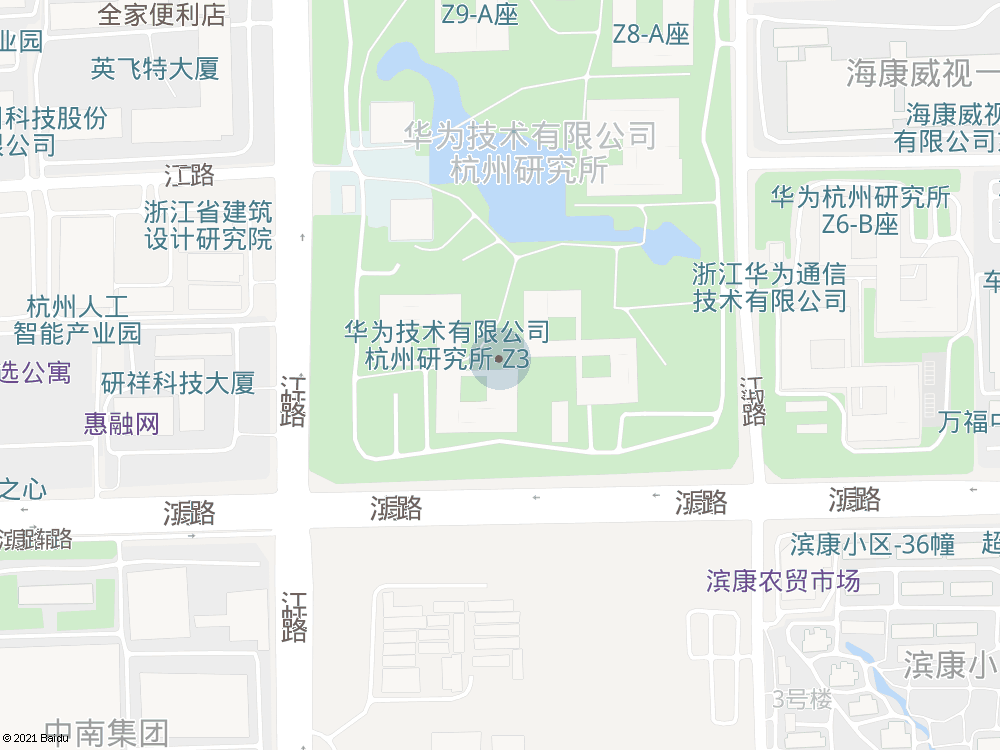 全家便利店
Z9-A座
Z8-A座
业园
英飞特大厦
海康威视一
科技股份
限公司
海康威视
有限公司
华为技术有限公司
杭州研究所
路
浙江省建筑
设计研究院
华为杭州研究所
Z6-B座
浙江华为通信
技术有限公司
车
杭州人工
智能产业园
华为技术有限公司
杭州研究所-Z3
选公寓
研祥科技大厦
惠融网
路
路
万福中
之心
路
路
路
路
路
滨康小区-36幢
超
滨康农贸市场
路
滨康小
3号楼
中南集团
© 2021 Baidu